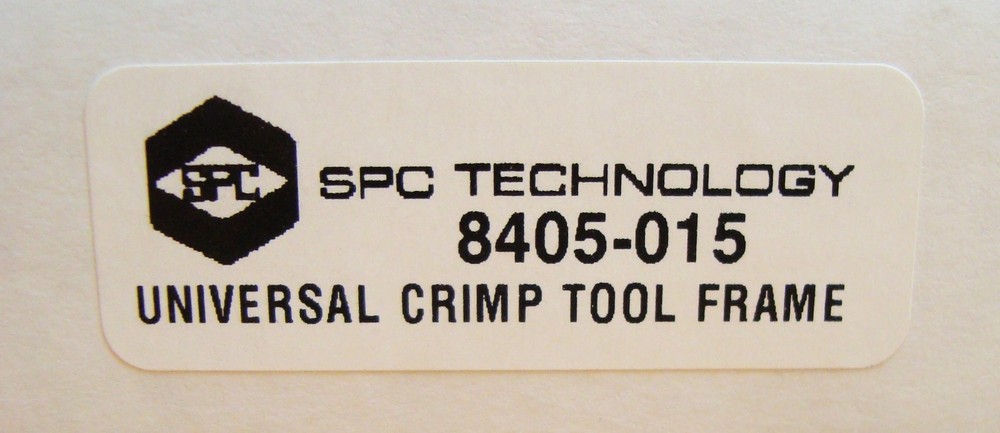 SPC
SPC TECHNOLOGY
8405-015
UNIVERSAL CRIMP TOOL FRAME